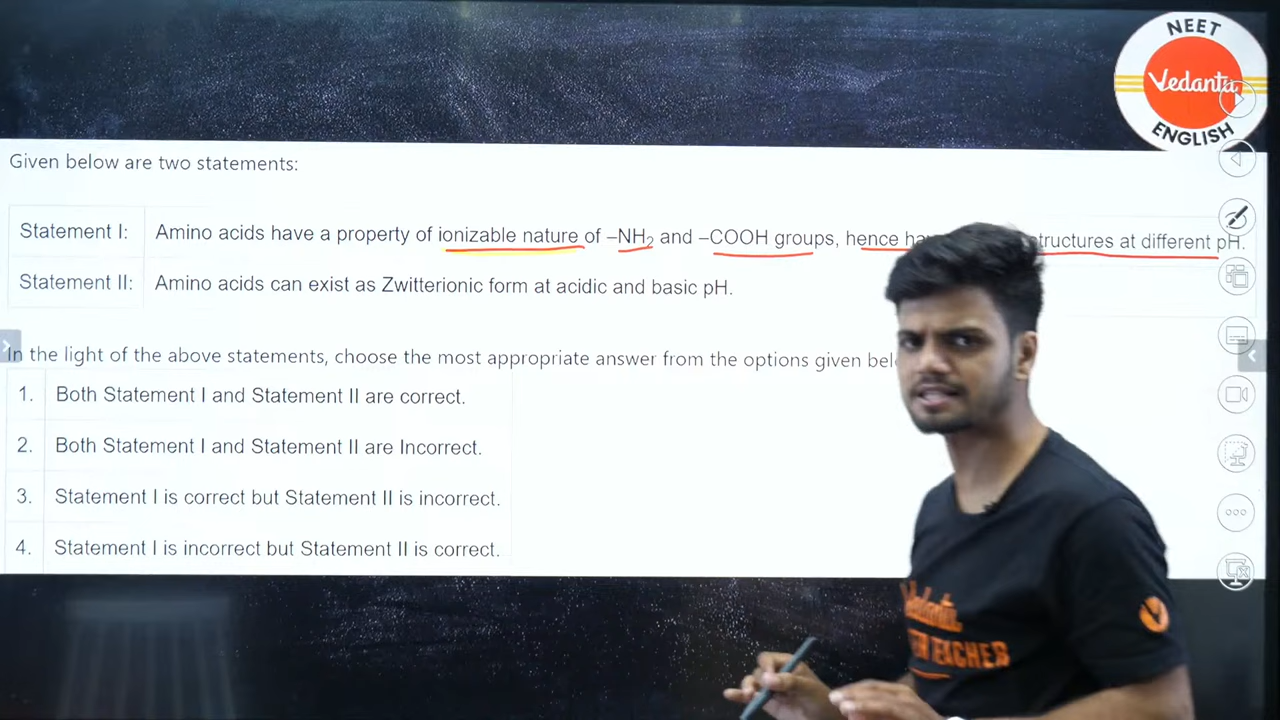 NEET
Vedantu
ENGLISH
Given below are two statements:
Statement I: Amino acids have a property of ionizable nature of –NH2 and –COOH groups, hence structures at different pH.
Statement II: Amino acids can exist as Zwitterionic form at acidic and basic pH.
In the light of the above statements, choose the most appropriate answer from the options given
1. Both Statement I and Statement II are correct.
2. Both Statement I and Statement II are Incorrect.
3. Statement I is correct but Statement II is incorrect.
4. Statement I is incorrect but Statement II is correct.
Vedantu
TEACHER